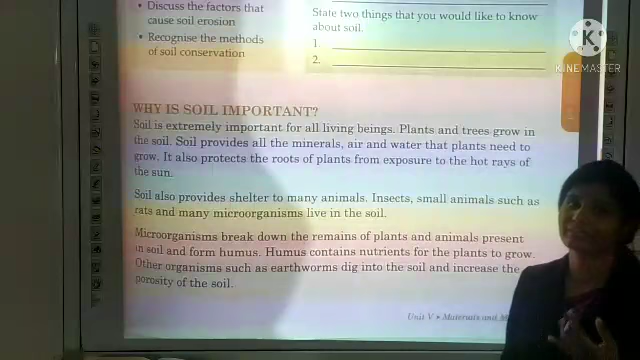 • Discuss the factors that
cause soil erosion
• Recognise the methods
of soil conservation
State two things that you would like to know
about soil.
1.
2.
K
KINEMASTER
WHY IS SOIL IMPORTANT?
Soil is extremely important for all living beings. Plants and trees grow in
the soil. Soil provides all the minerals, air and water that plants need to
grow. It also protects the roots of plants from exposure to the hot rays of
the sun.
Soil also provides shelter to many animals. Insects, small animals such as
rats and many microorganisms live in the soil.
Microorganisms break down the remains of plants and animals present
in soil and form humus. Humus contains nutrients for the plants to grow.
Other organisms such as earthworms dig into the soil and increase the
porosity of the soil.
Unit V • Materials and